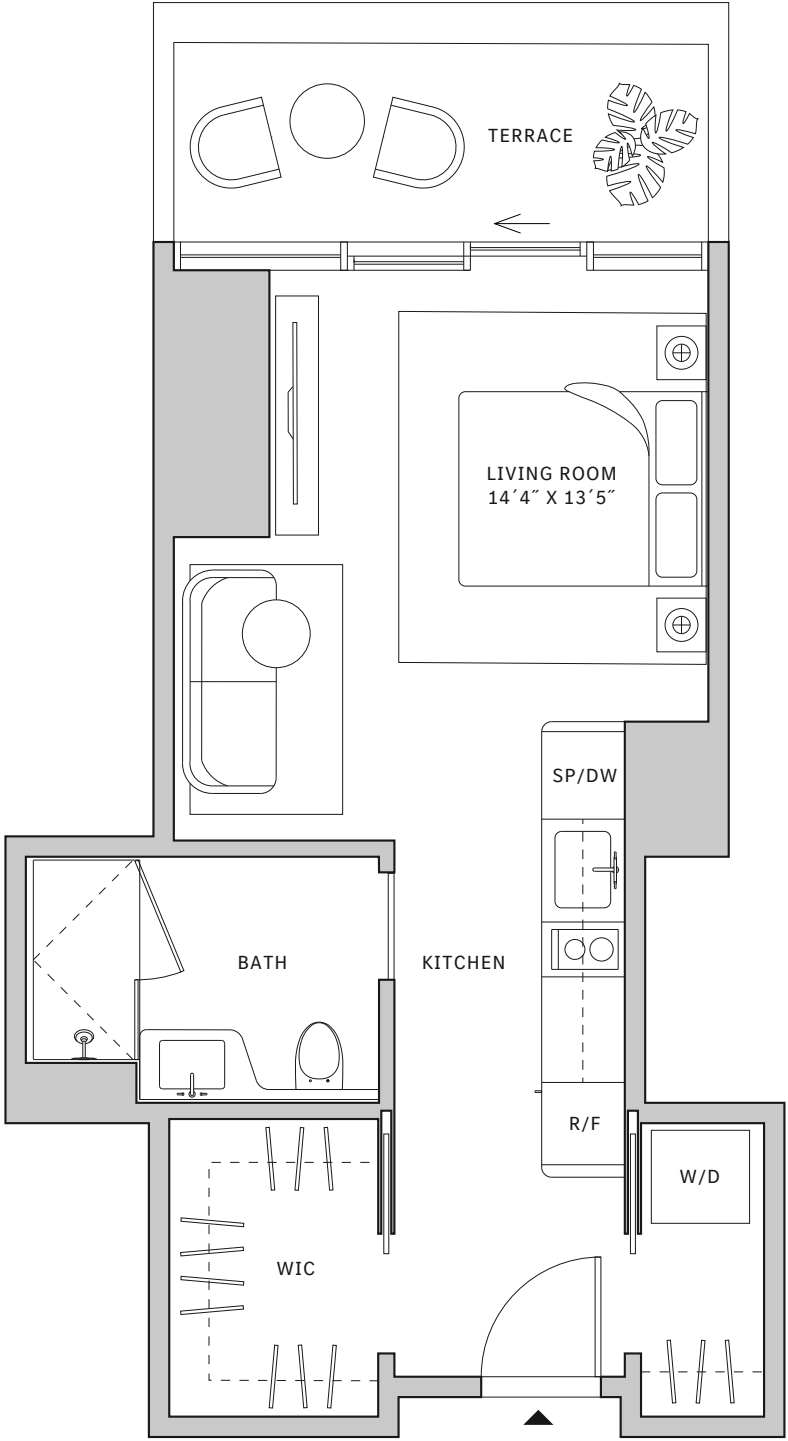 TERRACE
LIVING ROOM
14´4˝ X 13´5˝
SP/DW
BATH
KITCHEN
R/F
W/D
WIC